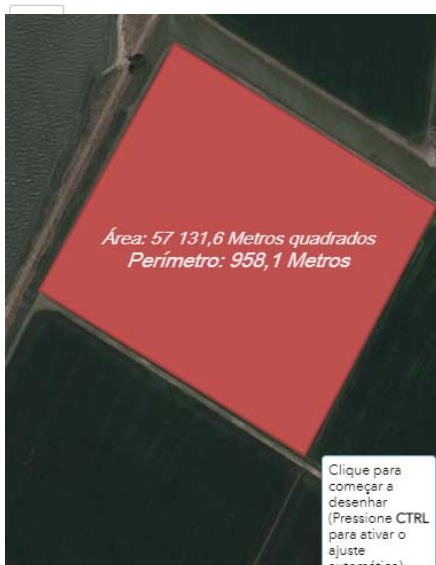 Área: 57 131,6 Metros quadrados
Perímetro: 958,1 Metros
Clique para
começar a
desenhar
(Pressione CTRL
para ativar o
ajuste
automático)